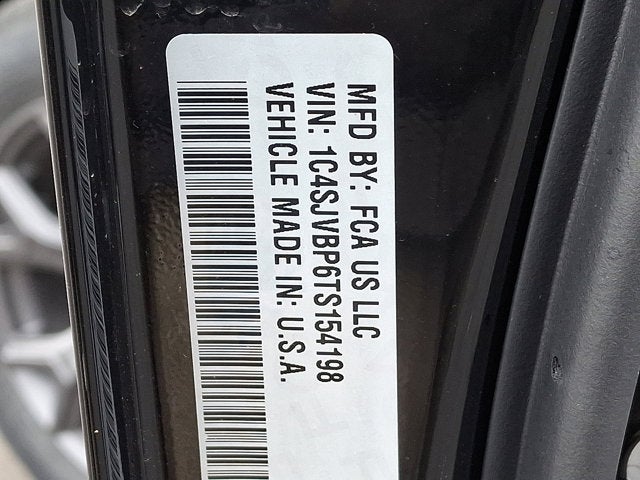 MFD BY: FCA US LLC
VIN: 1C4SJVBP6TS154198
VEHICLE MADE IN: U.S.A.